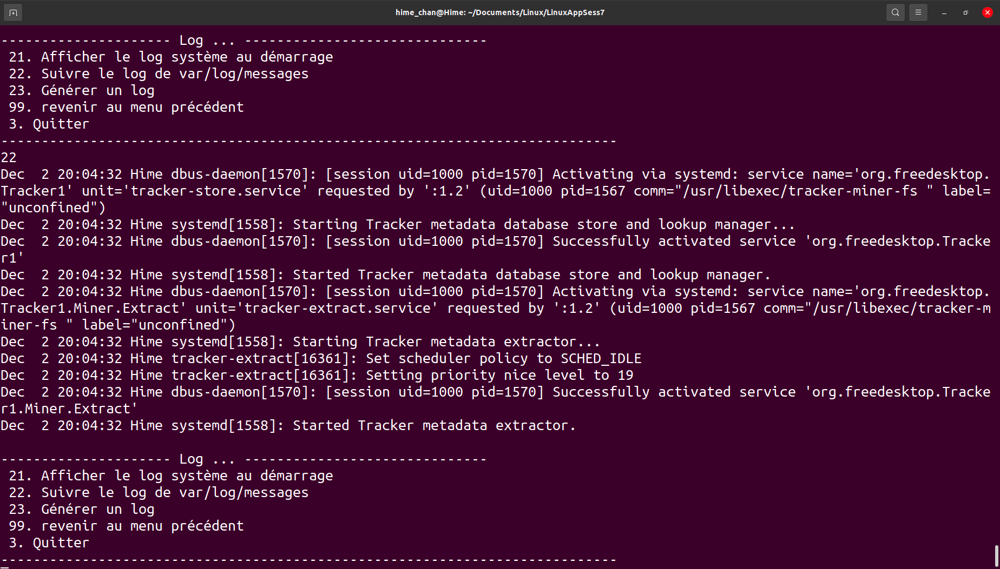 hime_chan@Hime: ~/Documents/Linux/LinuxAppSess7
--------------------- Log ... ------------------------------
21. Afficher le log système au démarrage
22. Suivre le log de var/log/messages
23. Générer un log
99. revenir au menu précédent
3. Quitter
----------------------------------------------------------------------------
22
Dec  2 20:04:32 Hime dbus-daemon[1570]: [session uid=1000 pid=1570] Activating via systemd: service name='org.freedesktop.
Tracker1' unit='tracker-store.service' requested by ':1.2' (uid=1000 pid=1567 comm="/usr/libexec/tracker-miner-fs " label=
"unconfined")
Dec  2 20:04:32 Hime systemd[1558]: Starting Tracker metadata database store and lookup manager...
Dec  2 20:04:32 Hime dbus-daemon[1570]: [session uid=1000 pid=1570] Successfully activated service 'org.freedesktop.Tracke
r1'
Dec  2 20:04:32 Hime systemd[1558]: Started Tracker metadata database store and lookup manager.
Dec  2 20:04:32 Hime dbus-daemon[1570]: [session uid=1000 pid=1570] Activating via systemd: service name='org.freedesktop.
Tracker1.Miner.Extract' unit='tracker-extract.service' requested by ':1.2' (uid=1000 pid=1567 comm="/usr/libexec/tracker-m
iner-fs " label="unconfined")
Dec  2 20:04:32 Hime systemd[1558]: Starting Tracker metadata extractor...
Dec  2 20:04:32 Hime tracker-extract[16361]: Set scheduler policy to SCHED_IDLE
Dec  2 20:04:32 Hime tracker-extract[16361]: Setting priority nice level to 19
Dec  2 20:04:32 Hime dbus-daemon[1570]: [session uid=1000 pid=1570] Successfully activated service 'org.freedesktop.Tracke
r1.Miner.Extract'
Dec  2 20:04:32 Hime systemd[1558]: Started Tracker metadata extractor.
--------------------- Log ... ------------------------------
21. Afficher le log système au démarrage
22. Suivre le log de var/log/messages
23. Générer un log
99. revenir au menu précédent
3. Quitter
----------------------------------------------------------------------------